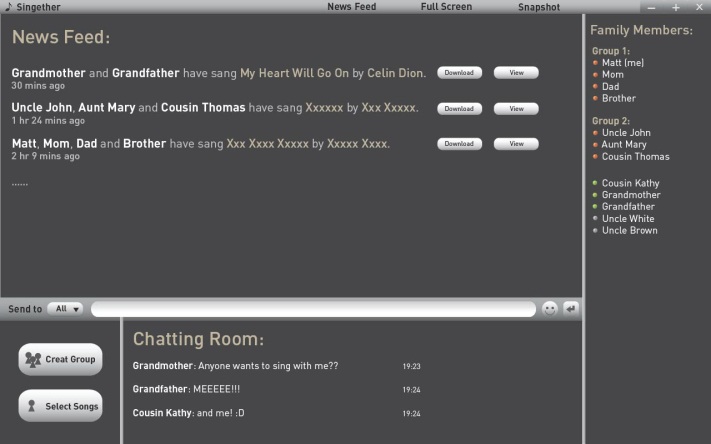 Singether
News Feed Full Screen Snapshot
News Feed:
Grandmother and Grandfather have sang My Heart Will Go On by Celin Dion. Download View
30 mins ago
Uncle John, Aunt Mary and Cousin Thomas have sang Xxxxxx by Xxx Xxxxx. Download View
1 hr 24 mins ago
Matt, Mom, Dad and Brother have sang Xxx Xxxx Xxxxx by Xxxxx Xxxx. Download View
2 hr 9 mins ago
......
Family Members:
Group 1:
Matt (me)
Mom
Dad
Brother
Group 2:
Uncle John
Aunt Mary
Cousin Thomas
Cousin Kathy
Grandmother
Grandfather
Uncle White
Uncle Brown
Send to All
Creat Group
Select Songs
Chatting Room:
Grandmother: Anyone wants to sing with me?? 19:23
Grandfather: MEEEEE!!! 19:24
Cousin Kathy: and me! :D 19:24